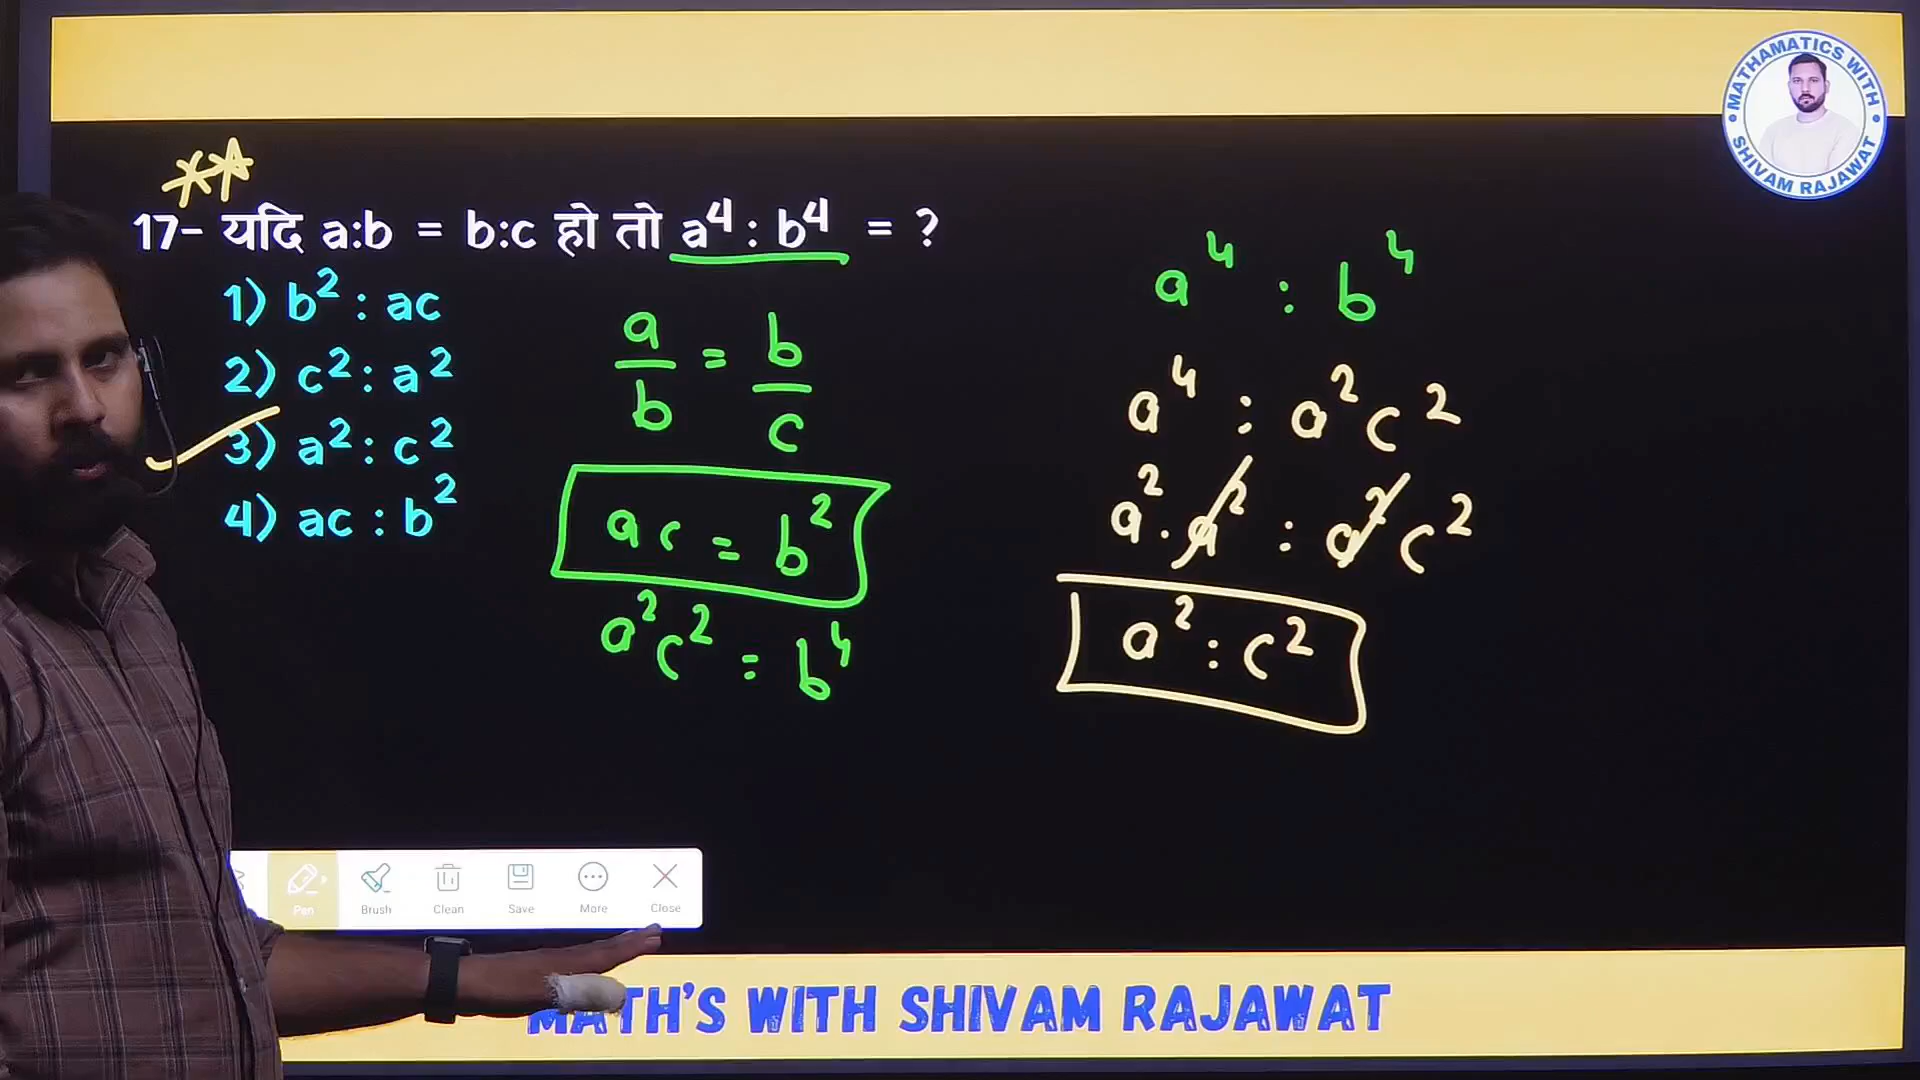 MATHAMATICS WITH
SHIVAM RAJAWAT
17- यदि a:b = b:c हो तो a⁴ : b⁴ = ?
1) b² : ac
2) c² : a²
3) a² : c²
4) ac : b²
a/b = b/c
ac = b²
a²c² = b⁴
a⁴ : b⁴
a⁴ : a²c²
a².a² : a²c²
a² : c²
Pen
Brush
Clean
Save
More
Close
MATH'S WITH SHIVAM RAJAWAT